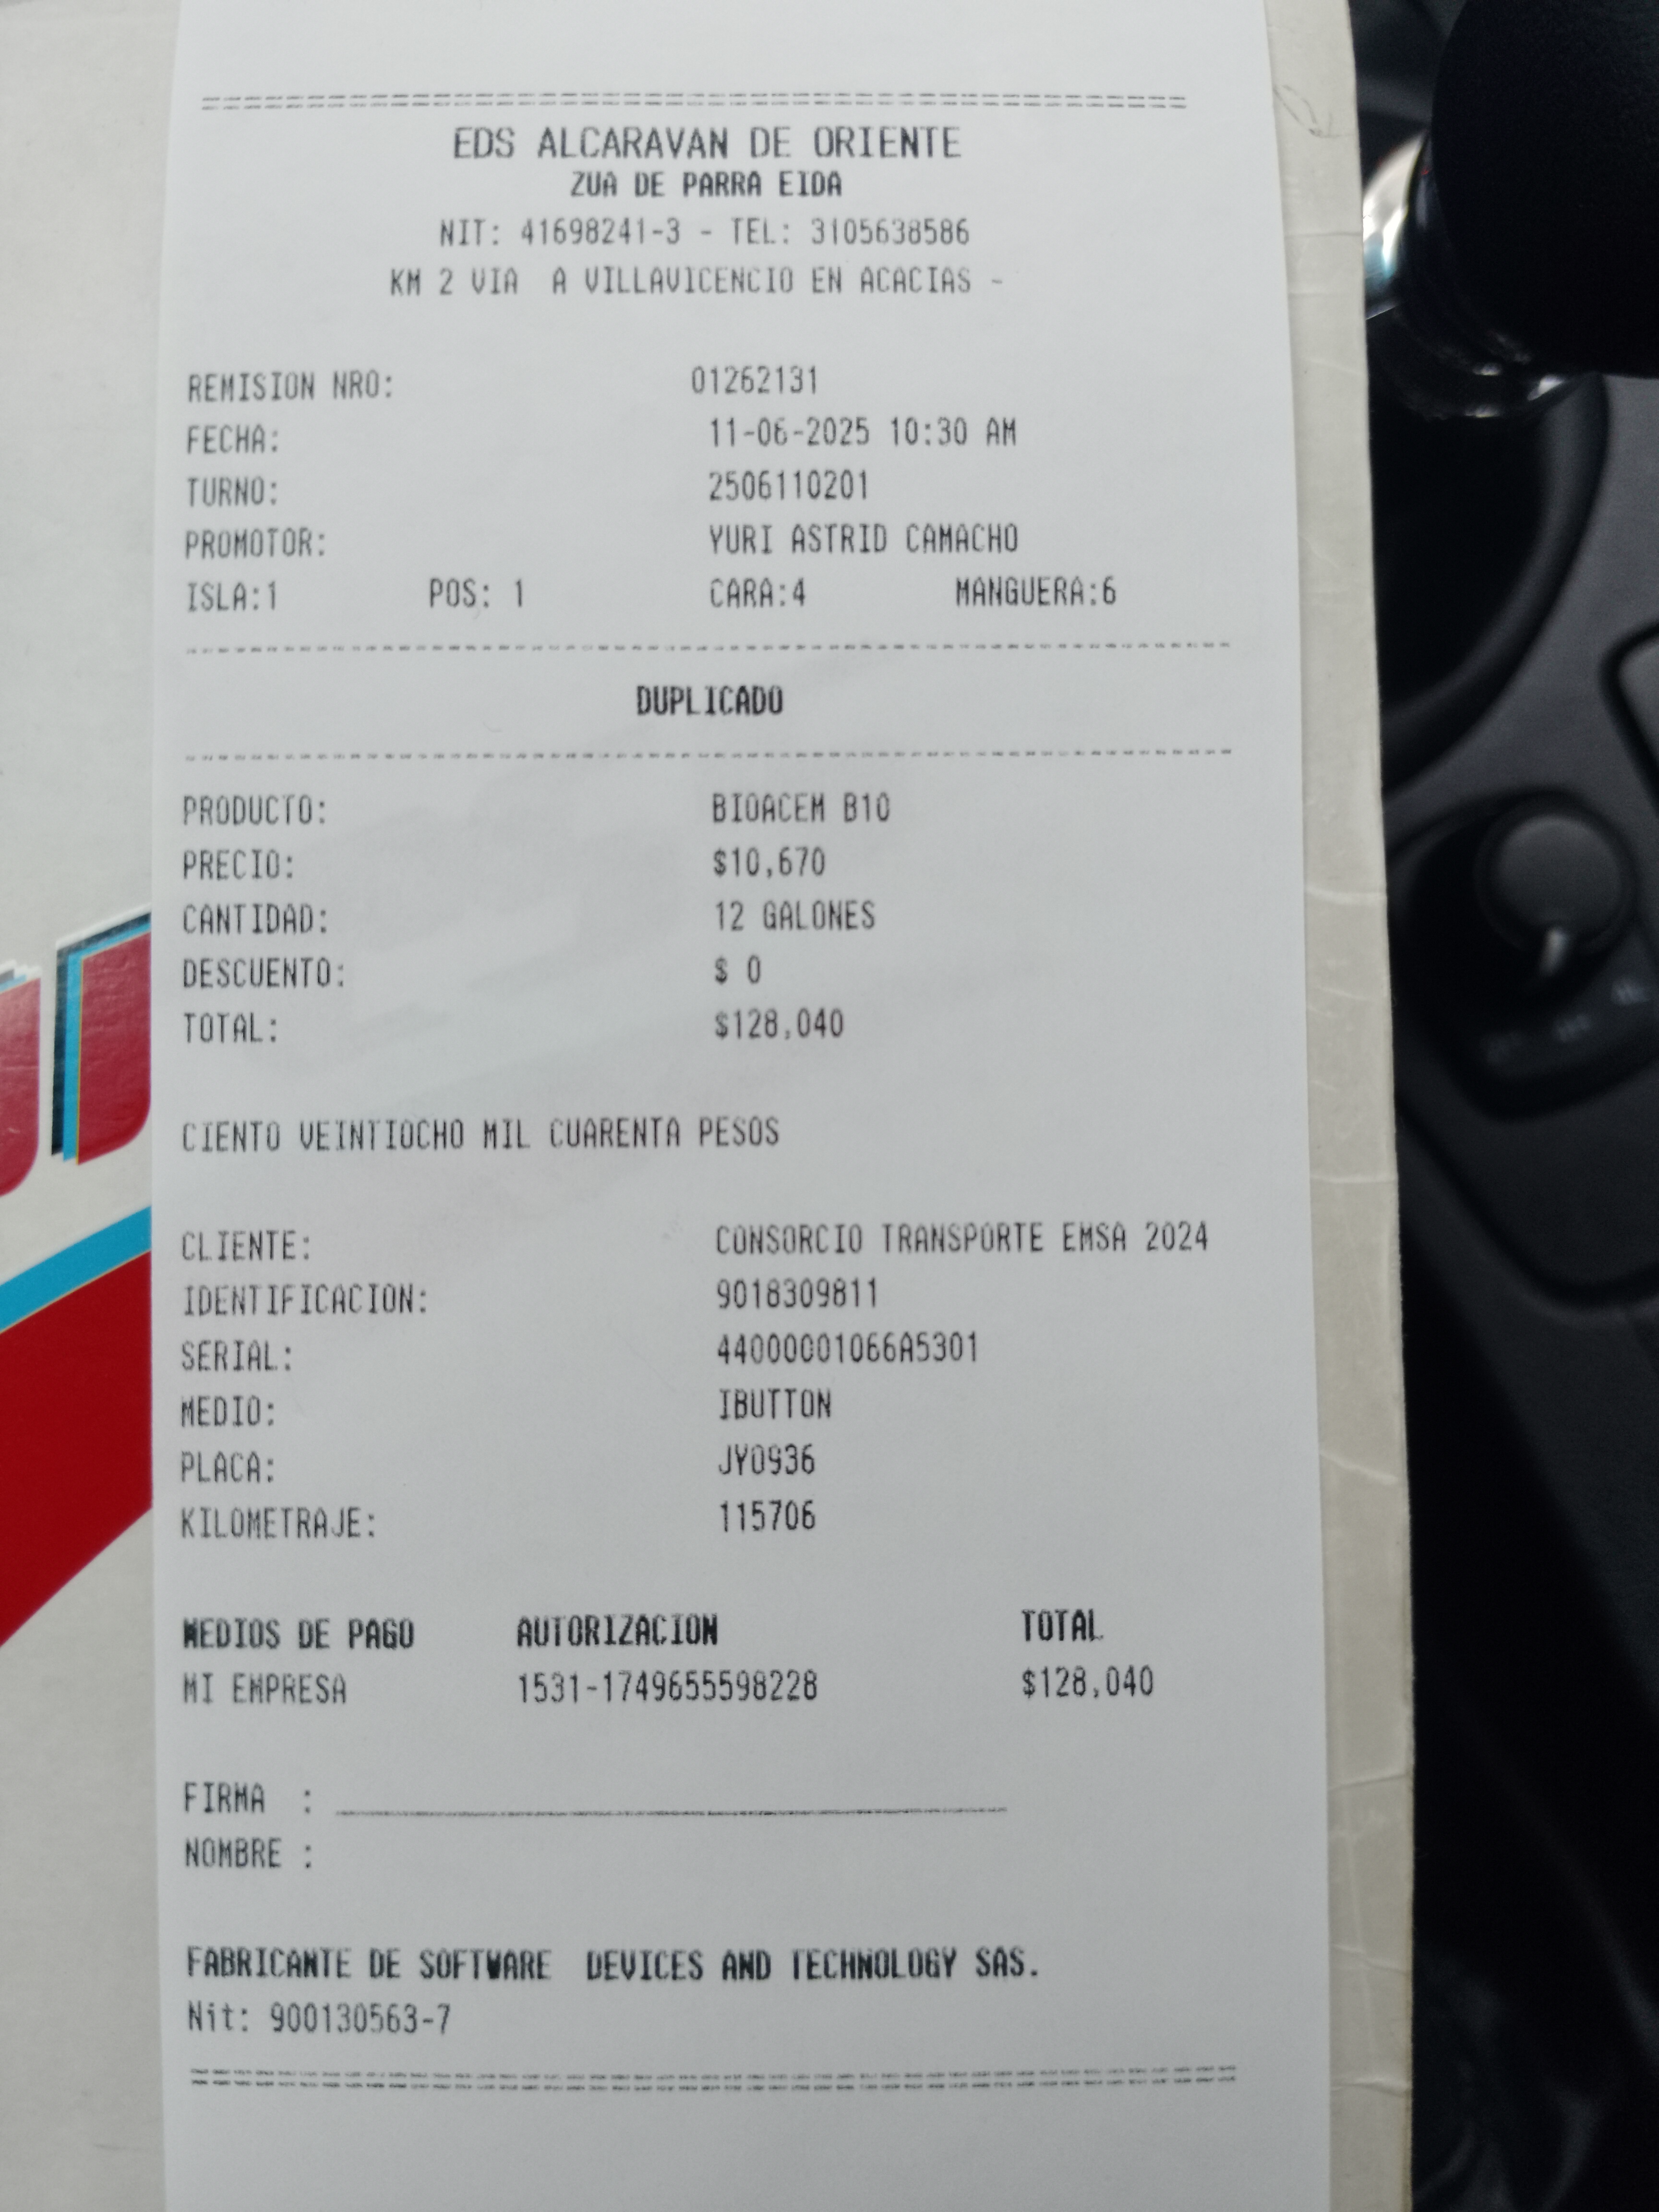 EDS ALCARAVAN DE ORIENTE
ZUA DE PARRA EIDA
NIT: 41698241-3 - TEL: 3105638586
KM 2 VIA  A VILLAVICENCIO EN ACACIAS -
REMISION NRO: 01262131
FECHA: 11-06-2025 10:30 AM
TURNO: 2506110201
PROMOTOR: YURI ASTRID CAMACHO
ISLA:1 POS: 1 CARA:4 MANGUERA:6
DUPLICADO
PRODUCTO: BIOACEM B10
PRECIO: $10,670
CANTIDAD: 12 GALONES
DESCUENTO: $ 0
TOTAL: $128,040
CIENTO VEINTIOCHO MIL CUARENTA PESOS
CLIENTE: CONSORCIO TRANSPORTE EMSA 2024
IDENTIFICACION: 9018309811
SERIAL: 44000001066A5301
MEDIO: IBUTTON
PLACA: JYO936
KILOMETRAJE: 115706
MEDIOS DE PAGO AUTORIZACION TOTAL
MI EMPRESA 1531-1749655598228 $128,040
FIRMA :
NOMBRE :
FABRICANTE DE SOFTWARE  DEVICES AND TECHNOLOGY SAS.
Nit: 900130563-7